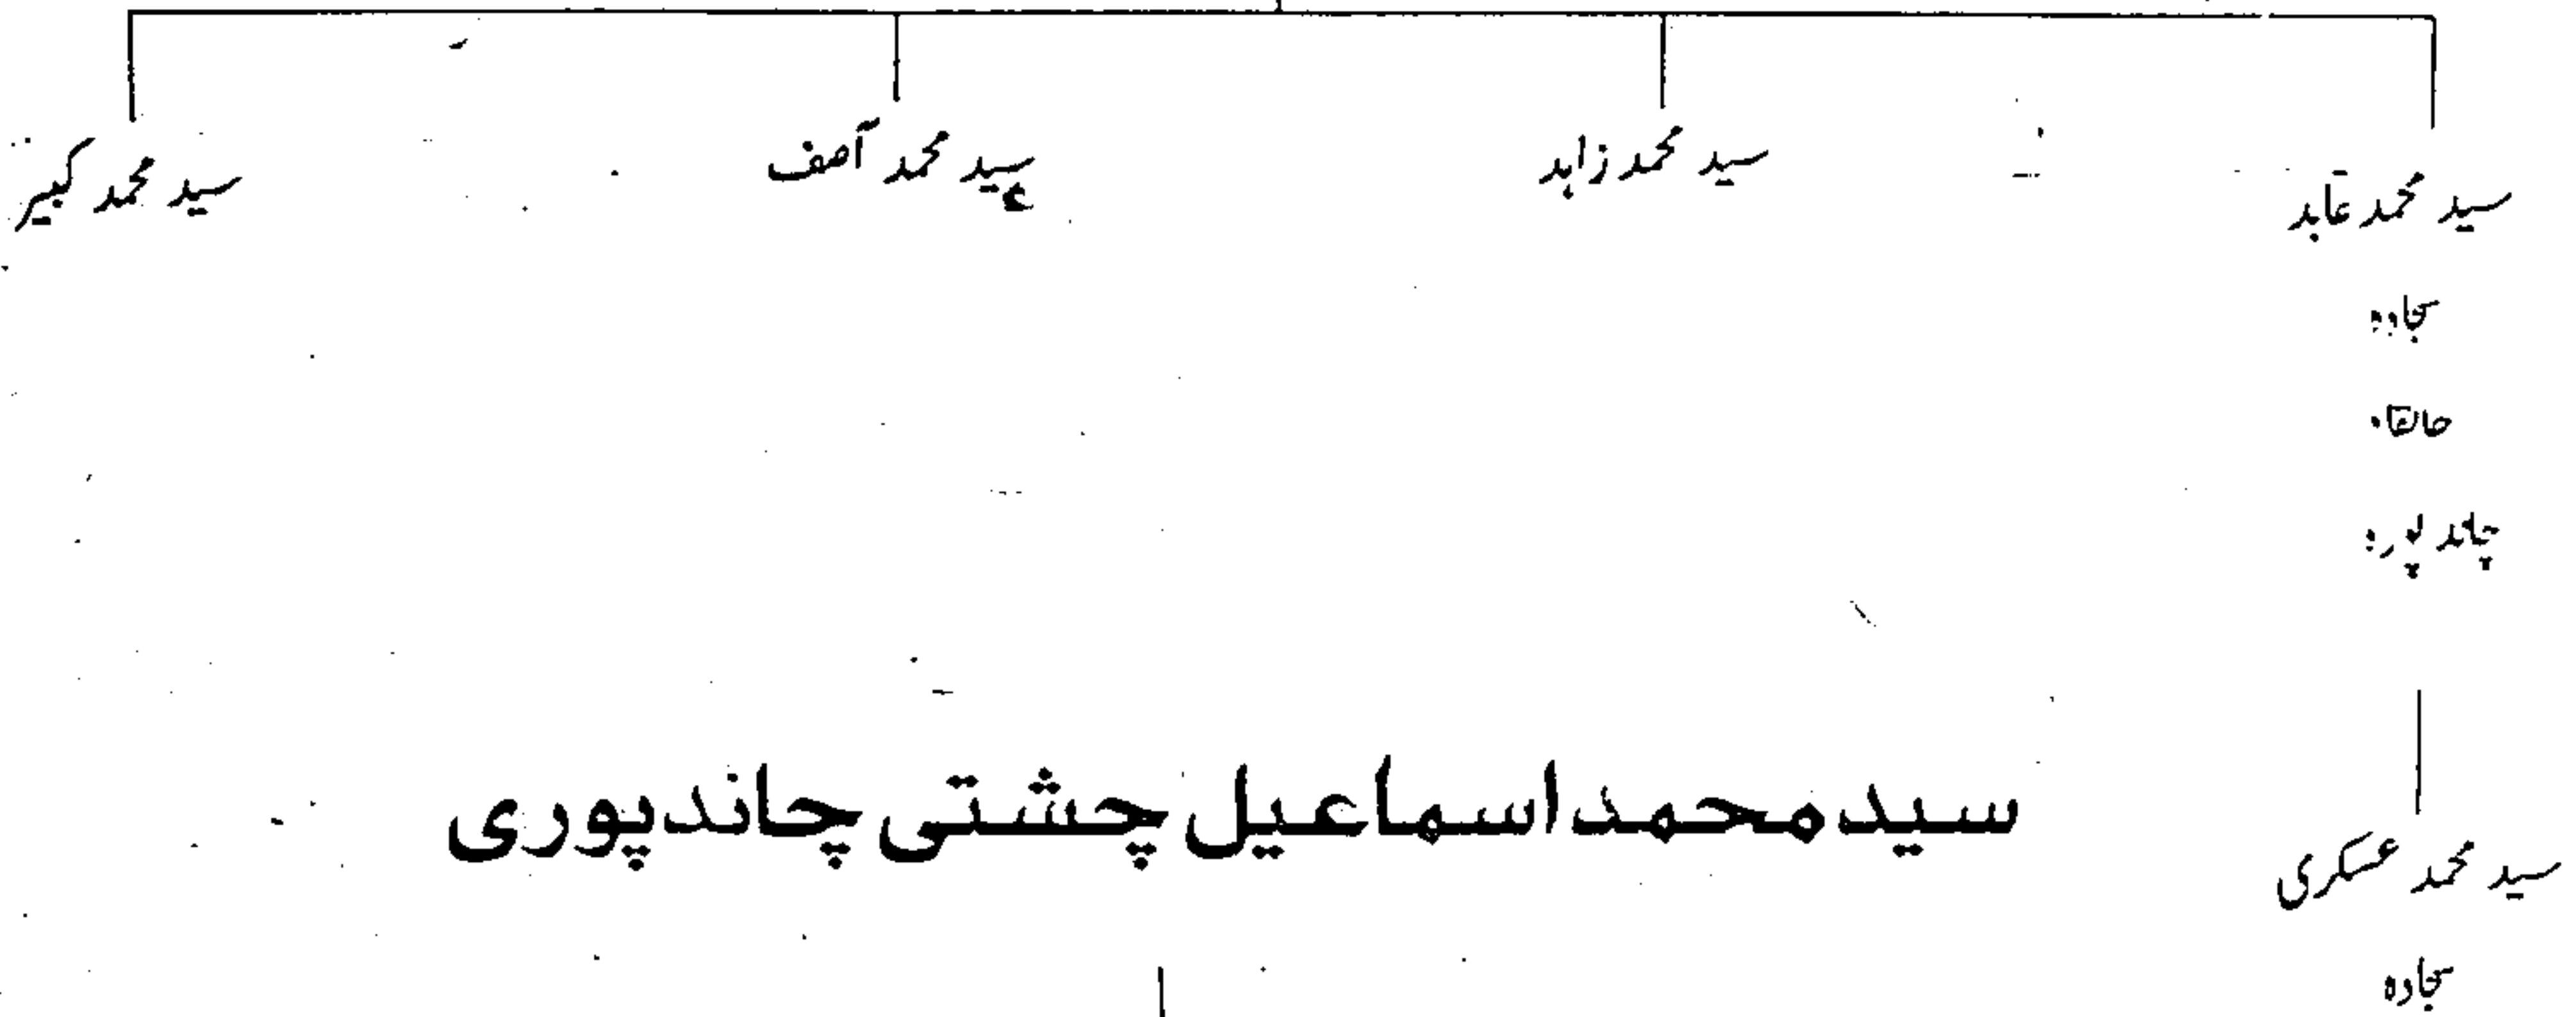 سید محمد عابد
سید محمد زاہد
سید محمد آصف
سید محمد کبیر
سجادہ
خانقاہ
چاند پورہ
سید محمد اسماعیل چشتی چاندپوری
سید محمد عسکری
سجادہ